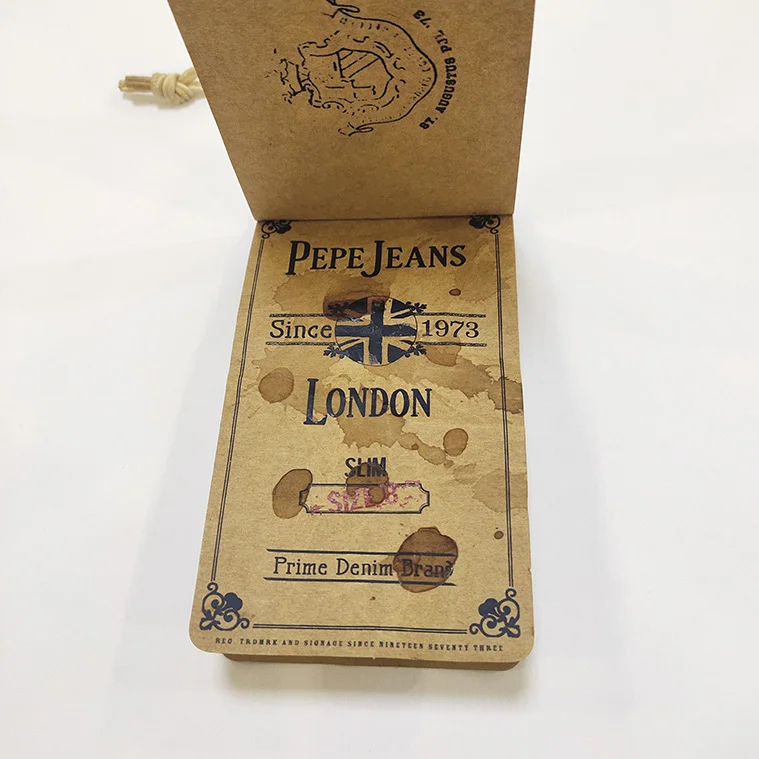 ST. AUGUSTUS PJL '73
PEPE JEANS
Since 1973
LONDON
SLIM
Prime Denim Brand
REG. TRDMRK AND SIGNAGE SINCE NINETEEN SEVENTY THREE